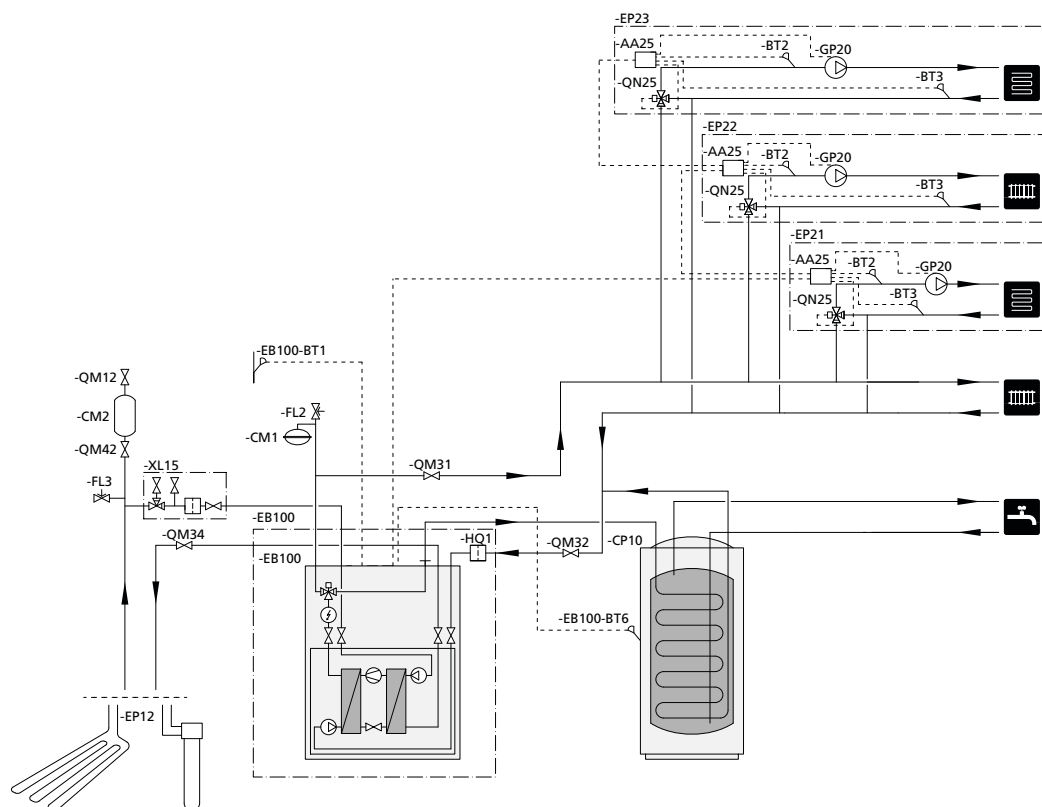 -EP23
-AA25
-BT2
-GP20
-QN25
-BT3
-EP22
-AA25
-BT2
-GP20
-QN25
-BT3
-EP21
-AA25
-BT2
-GP20
-QN25
-BT3
-EB100-BT1
-QM12
-CM2
-FL2
-CM1
-QM42
-XL15
-QM31
-FL3
-EB100
-QM34
-HQ1
-QM32
-CP10
-EB100
-EB100-BT6
-EP12